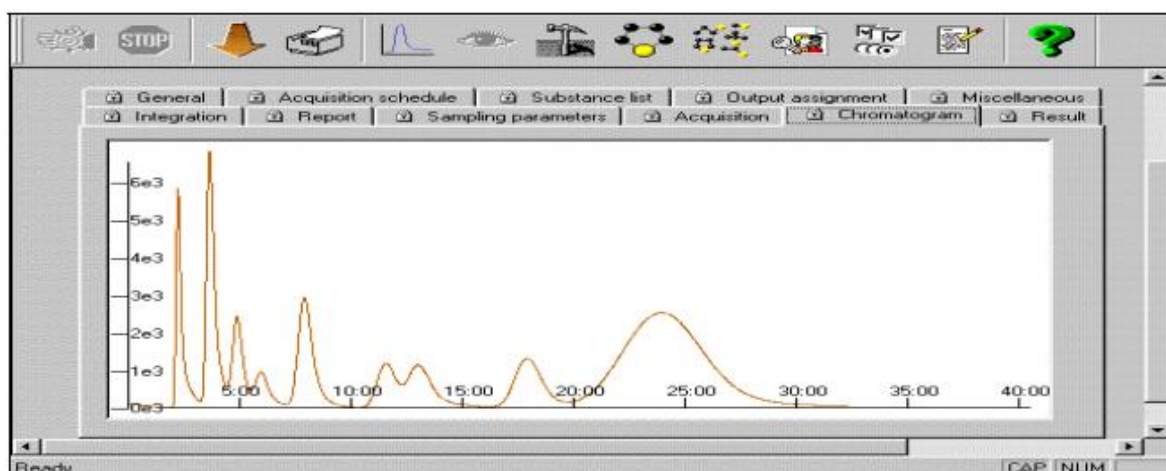 STOP
General Acquisition schedule Substance list Output assignment Miscellaneous
Integration Report Sampling parameters Acquisition Chromatogram Result
6e3
5e3
4e3
3e3
2e3
1e3
0e3
5:00 10:00 15:00 20:00 25:00 30:00 35:00 40:00
Ready CAP NUM